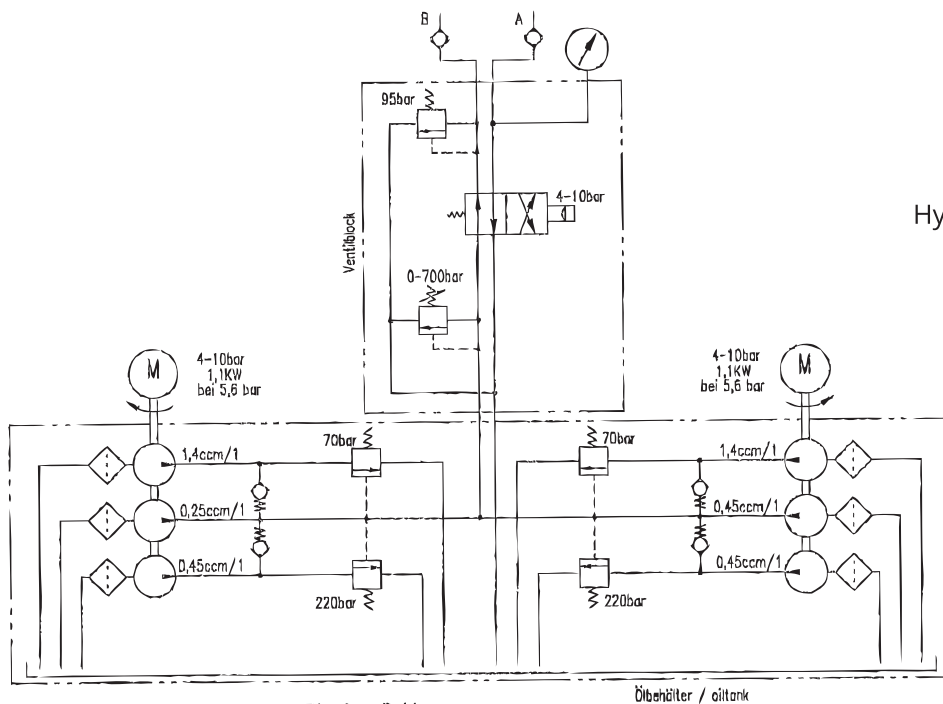 B
A
95bar
4-10bar
Hy
Ventilblock
0-700bar
M
4-10bar
1,1KW
bei 5,6 bar
4-10bar
1,1KW
bei 5,6 bar
M
70bar
70bar
1,4ccm/1
1,4ccm/1
0,25ccm/1
0,45ccm/1
0,45ccm/1
0,45ccm/1
220bar
220bar
Ölbehälter / oiltank